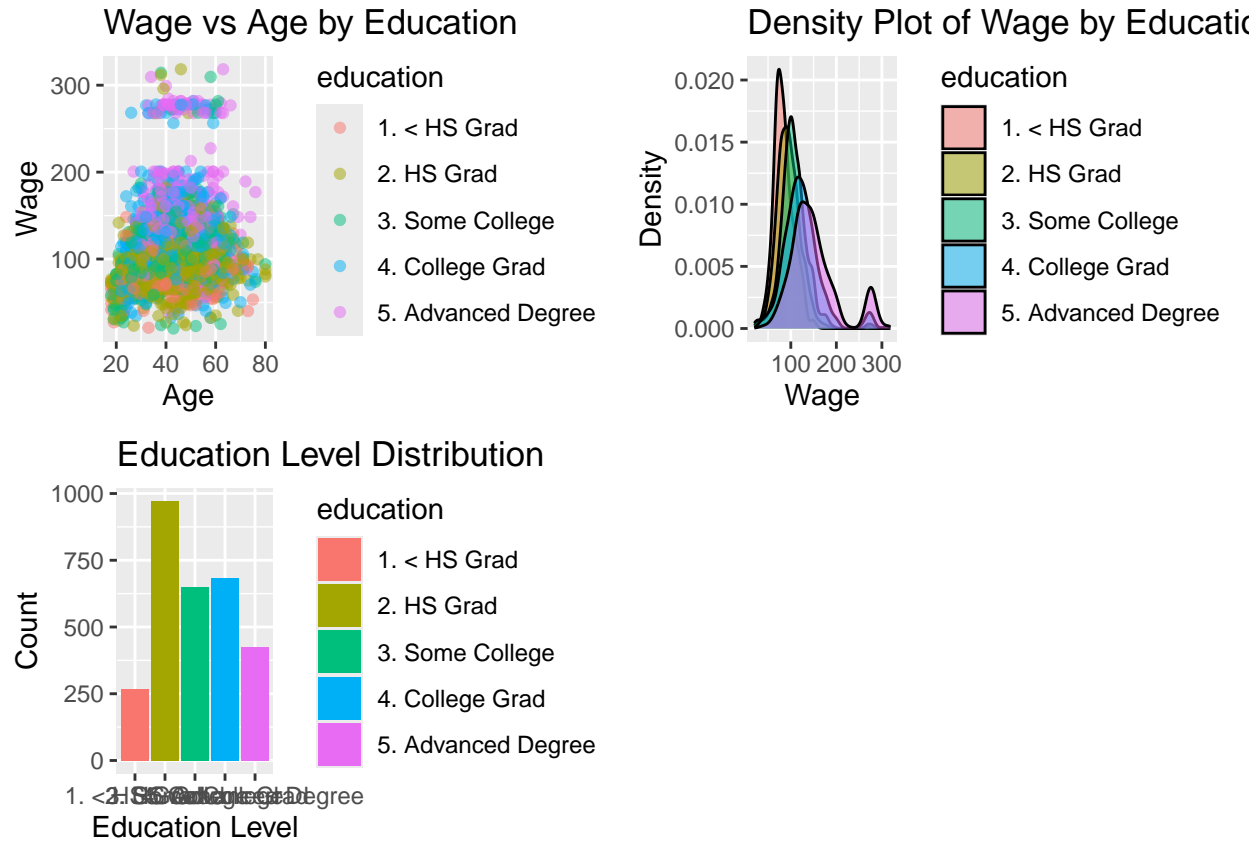 Wage vs Age by Education
Wage
300
200
100
20 40 60 80
Age
education
1. < HS Grad
2. HS Grad
3. Some College
4. College Grad
5. Advanced Degree
Density Plot of Wage by Educatio
Density
0.020
0.015
0.010
0.005
0.000
100 200 300
Wage
education
1. < HS Grad
2. HS Grad
3. Some College
4. College Grad
5. Advanced Degree
Education Level Distribution
Count
1000
750
500
250
0
Education Level
education
1. < HS Grad
2. HS Grad
3. Some College
4. College Grad
5. Advanced Degree